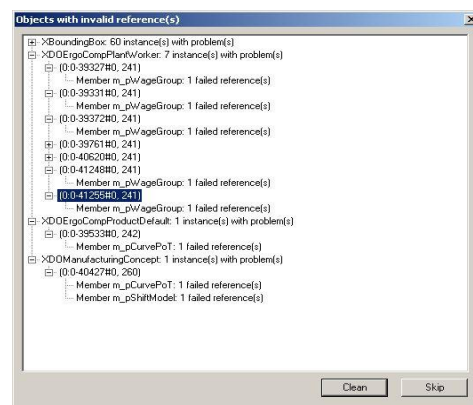 Objects with invalid reference(s)
XBoundingBox: 60 instance(s) with problem(s)
XDOErgoCompPlantWorker: 7 instance(s) with problem(s)
(0:0-39327#0, 241)
Member m_pWageGroup: 1 failed reference(s)
(0:0-39331#0, 241)
Member m_pWageGroup: 1 failed reference(s)
(0:0-39372#0, 241)
Member m_pWageGroup: 1 failed reference(s)
(0:0-39761#0, 241)
(0:0-40620#0, 241)
(0:0-41248#0, 241)
Member m_pWageGroup: 1 failed reference(s)
(0:0-41255#0, 241)
Member m_pWageGroup: 1 failed reference(s)
XDOErgoCompProductDefault: 1 instance(s) with problem(s)
(0:0-39533#0, 242)
Member m_pCurvePoT: 1 failed reference(s)
XDOManufacturingConcept: 1 instance(s) with problem(s)
(0:0-40427#0, 260)
Member m_pCurvePoT: 1 failed reference(s)
Member m_pShiftModel: 1 failed reference(s)
Clean Skip